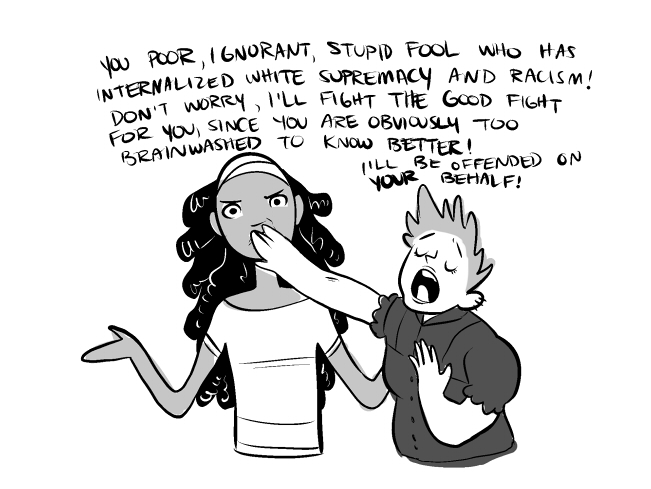 YOU POOR, IGNORANT, STUPID FOOL WHO HAS
INTERNALIZED WHITE SUPREMACY AND RACISM!
DON'T WORRY, I'LL FIGHT THE GOOD FIGHT
FOR YOU, SINCE YOU ARE OBVIOUSLY TOO
BRAINWASHED TO KNOW BETTER!
I'LL BE OFFENDED ON
YOUR BEHALF!